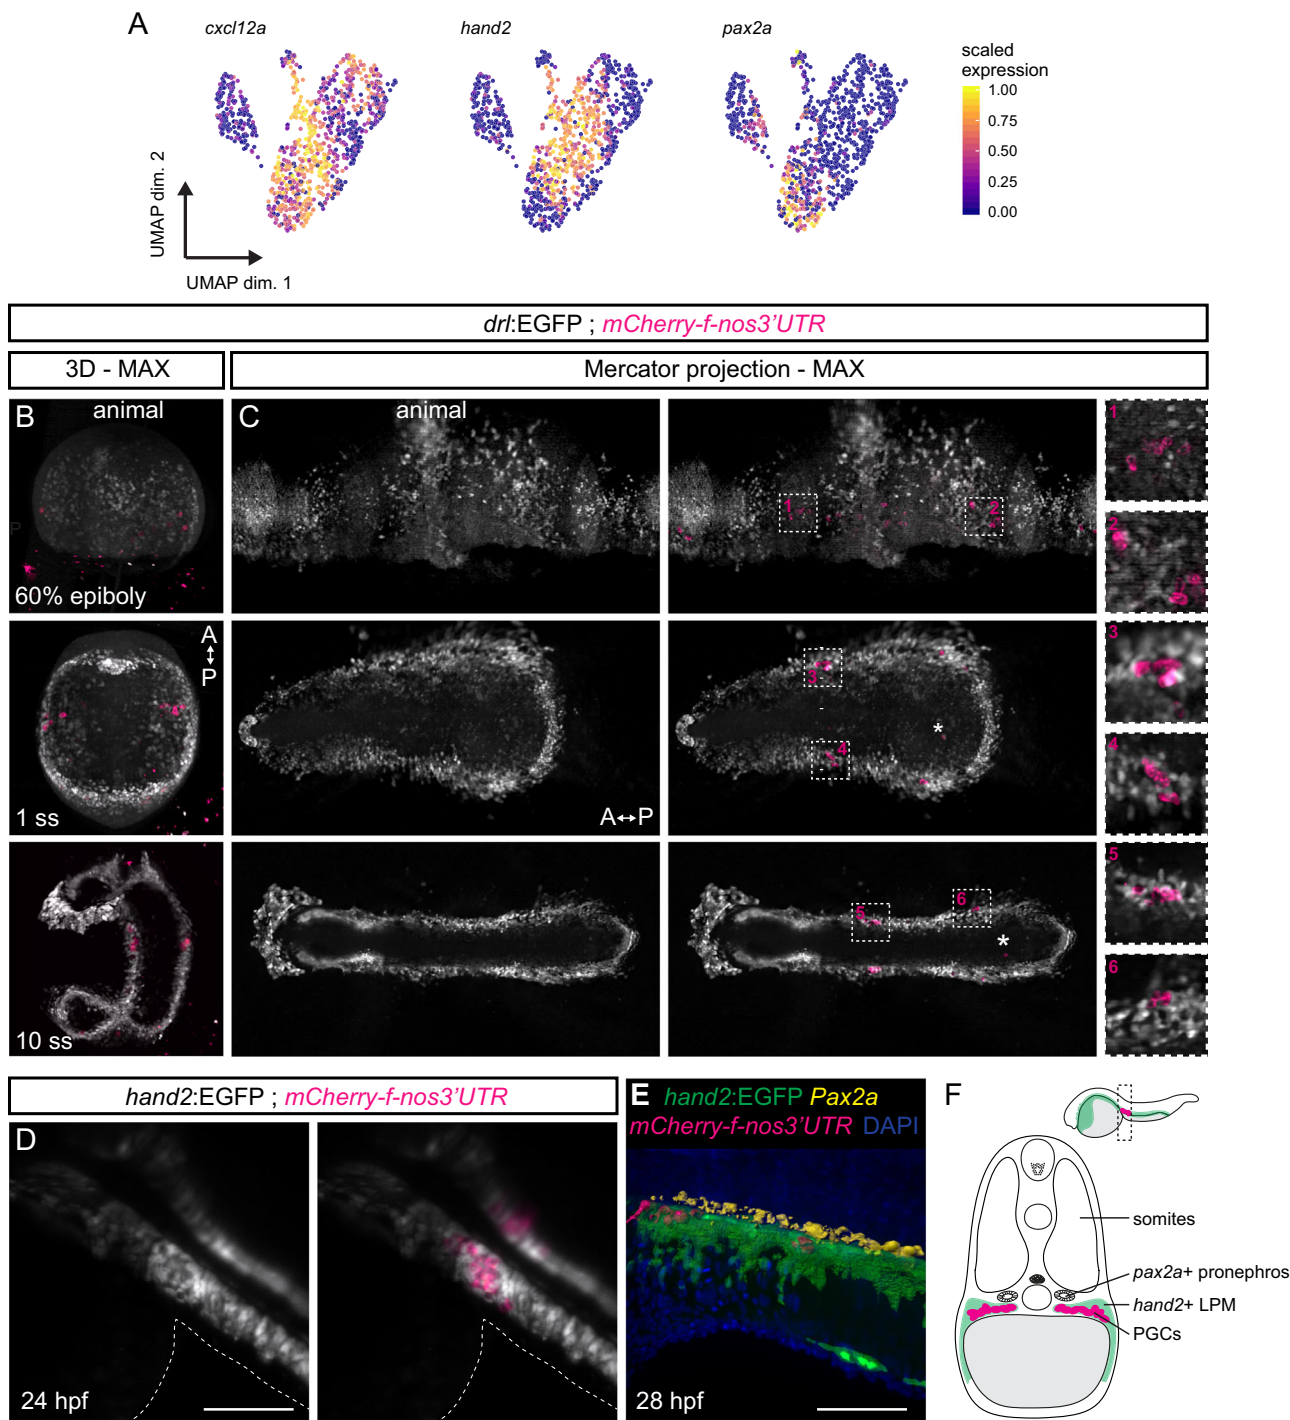 A
cxcl12a
hand2
pax2a
scaled
expression
1.00
0.75
0.50
0.25
0.00
UMAP dim. 2
UMAP dim. 1
drl:EGFP ; mCherry-f-nos3'UTR
3D - MAX
Mercator projection - MAX
B
animal
60% epiboly
C
animal
1
2
1
2
A
P
1 ss
A↔P
3
4
3
4
*
10 ss
5
6
5
6
*
hand2:EGFP ; mCherry-f-nos3'UTR
D
24 hpf
E hand2:EGFP Pax2a
mCherry-f-nos3'UTR DAPI
28 hpf
F
somites
pax2a+ pronephros
hand2+ LPM
PGCs